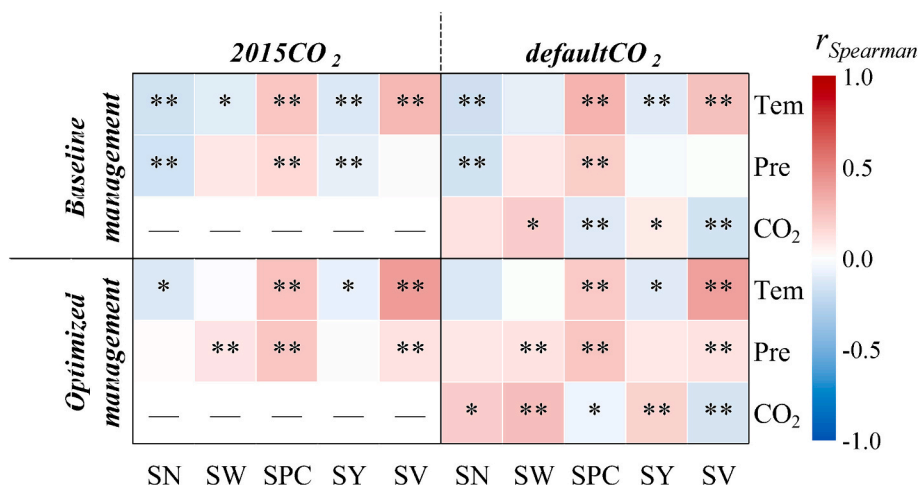 2015CO₂ defaultCO₂ r_Spearman
Baseline management
Optimized management
** * ** ** ** ** ** ** ** Tem
** ** ** ** ** Pre
— — — — — * ** * ** CO₂
* ** * ** ** * ** Tem
** ** ** ** ** ** Pre
— — — — — * ** * ** ** CO₂
SN SW SPC SY SV SN SW SPC SY SV
1.0
0.5
0.0
-0.5
-1.0